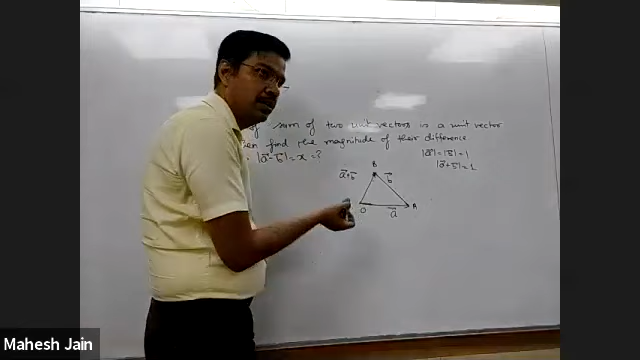 If sum of two unit vectors is a unit vector
then find the magnitude of their difference
|a⃗-b⃗|=x=?
|a⃗|=|b⃗|=1
|a⃗+b⃗|=1
B
a⃗+b⃗ b⃗
O a⃗ A
Mahesh Jain